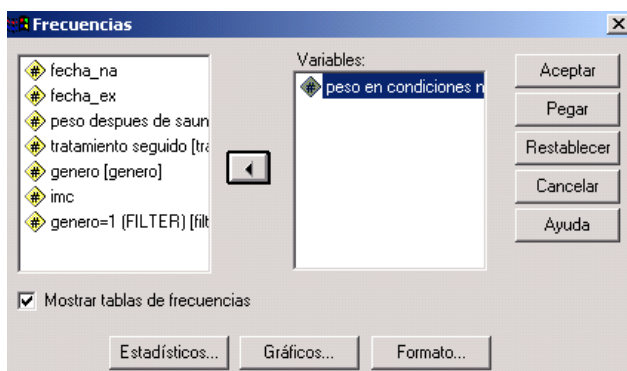 Frecuencias
fecha_na
fecha_ex
peso despues de saun
tratamiento seguido [tra
genero [genero]
imc
genero=1 (FILTER) [filt
Variables:
peso en condiciones n
Aceptar
Pegar
Restablecer
Cancelar
Ayuda
Mostrar tablas de frecuencias
Estadísticos...
Gráficos...
Formato...